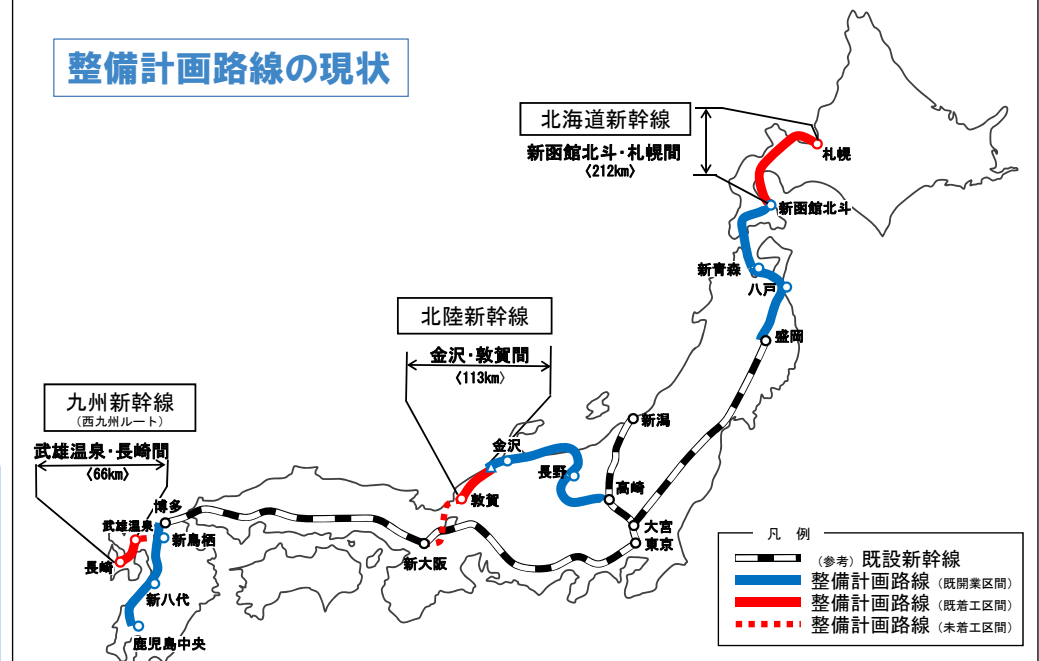 整備計画路線の現状
北海道新幹線
新函館北斗・札幌間
〈212km〉
札幌
新函館北斗
新青森
八戸
盛岡
北陸新幹線
金沢・敦賀間
〈113km〉
九州新幹線
（西九州ルート）
武雄温泉・長崎間
〈66km〉
新潟
金沢
長野
高崎
敦賀
大宮
東京
新大阪
博多
武雄温泉
新鳥栖
長崎
新八代
鹿児島中央
凡 例
（参考）既設新幹線
整備計画路線（既開業区間）
整備計画路線（既着工区間）
整備計画路線（未着工区間）